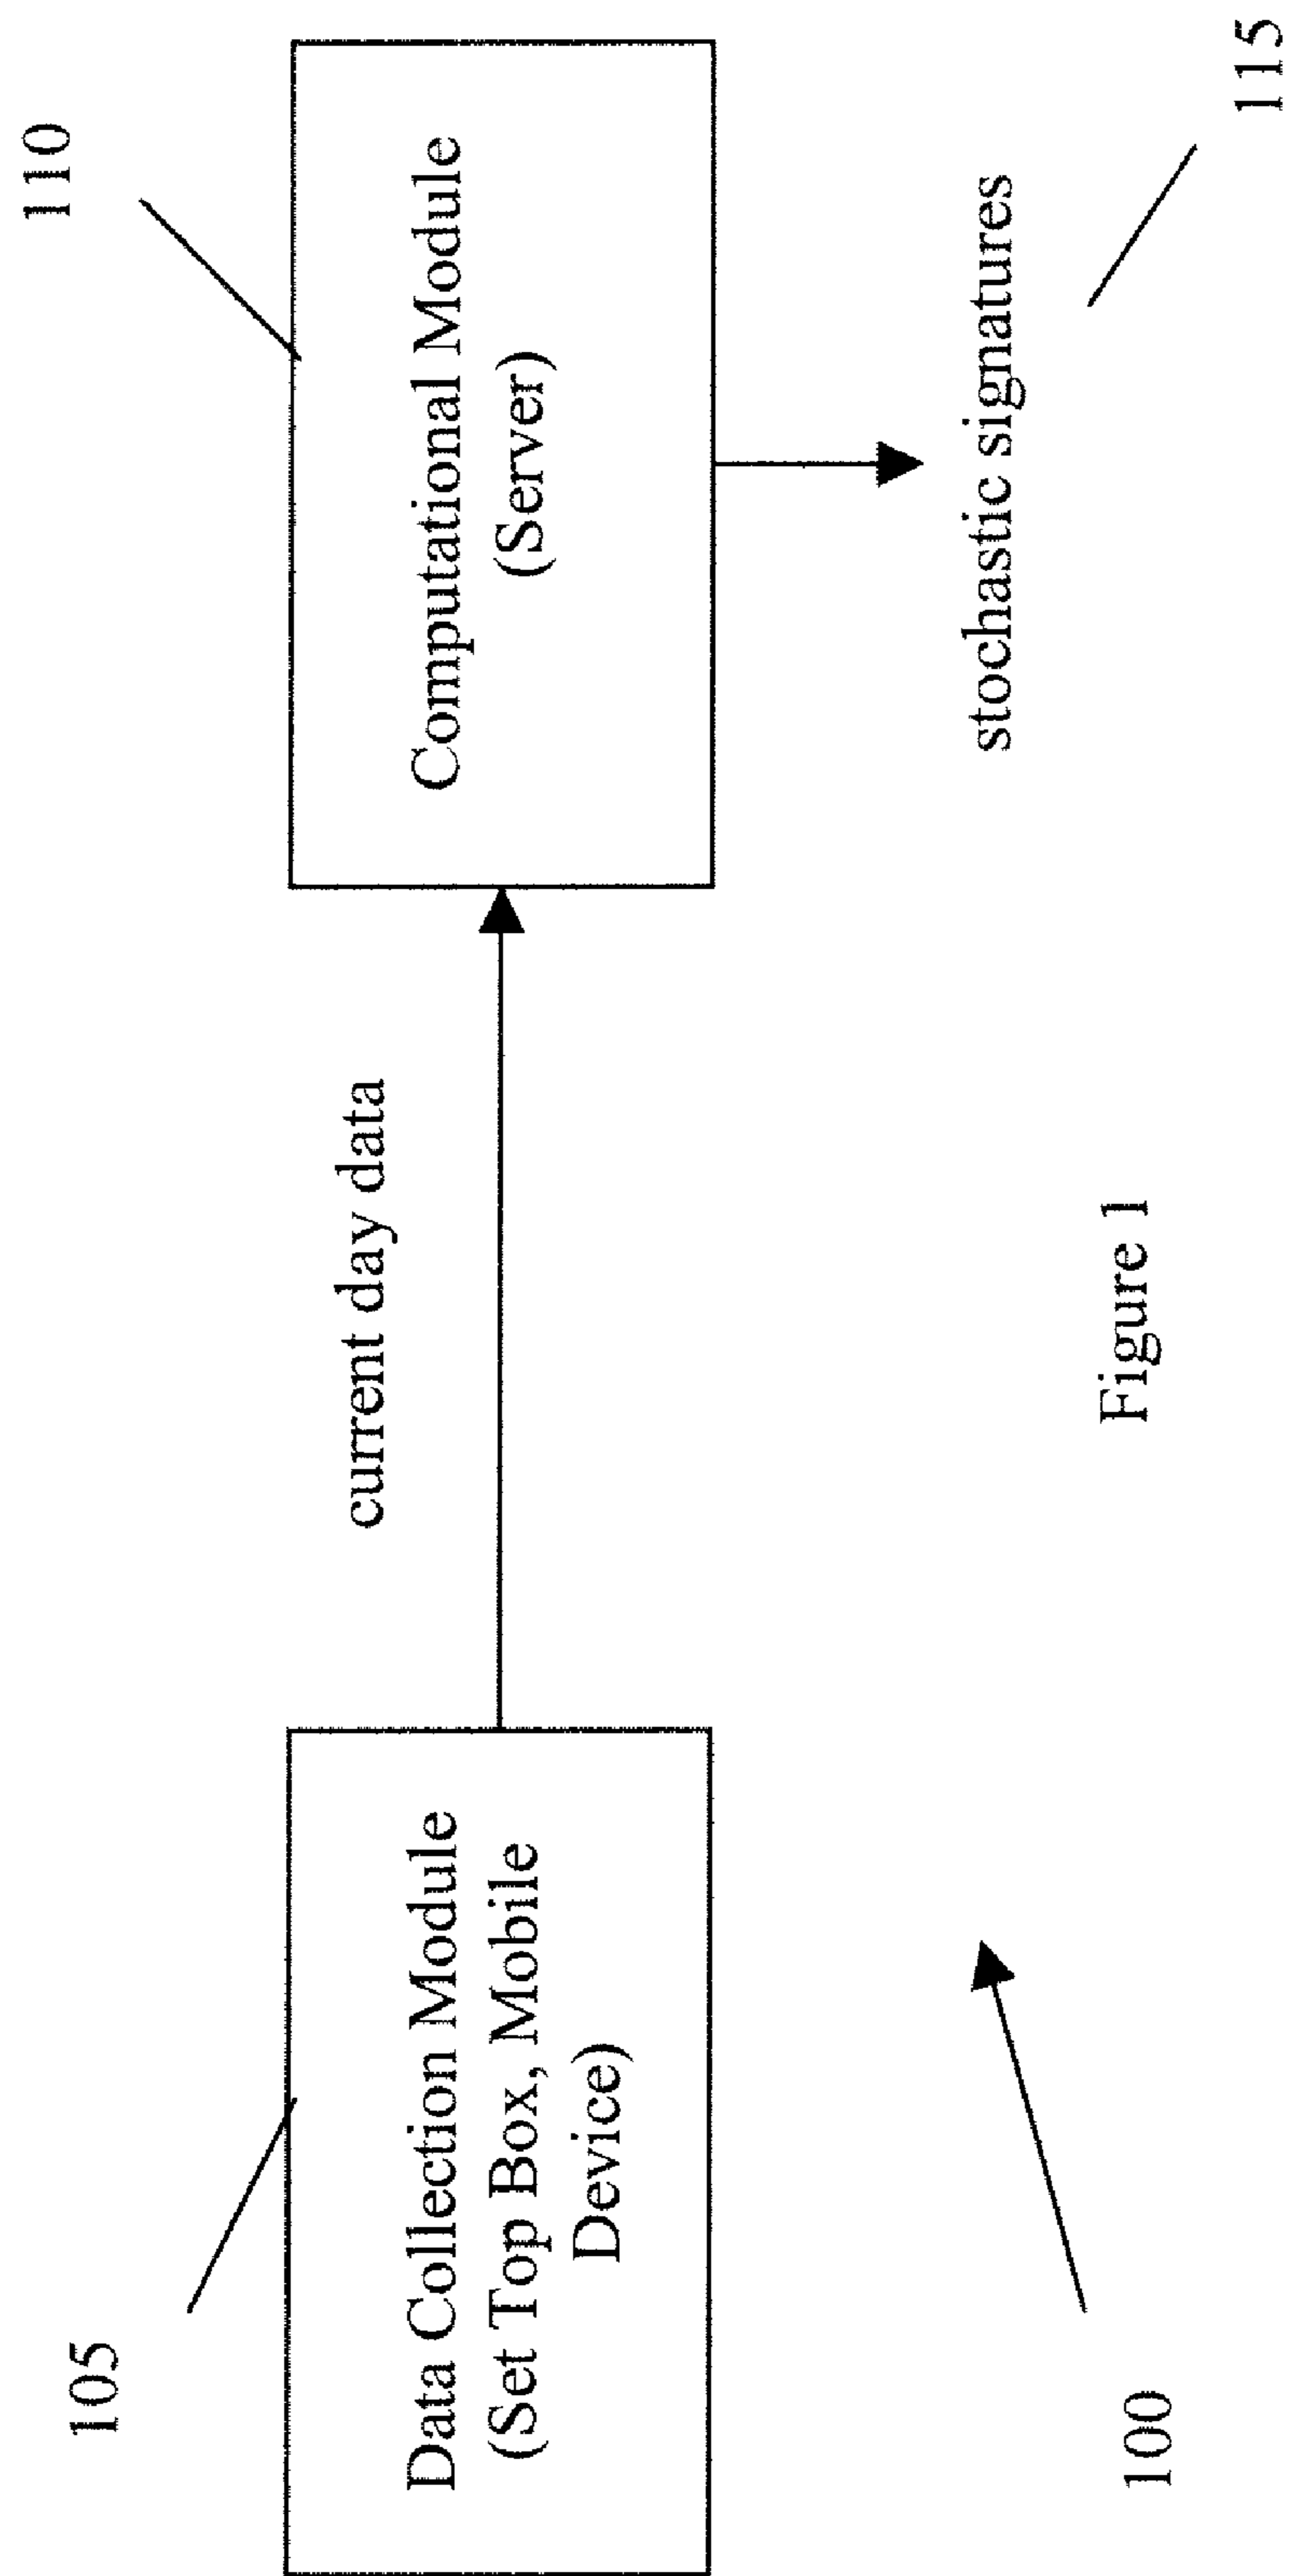 105
110
Data Collection Module
(Set Top Box, Mobile
Device)
current day data
Computational Module
(Server)
stochastic signatures
115
100
Figure 1